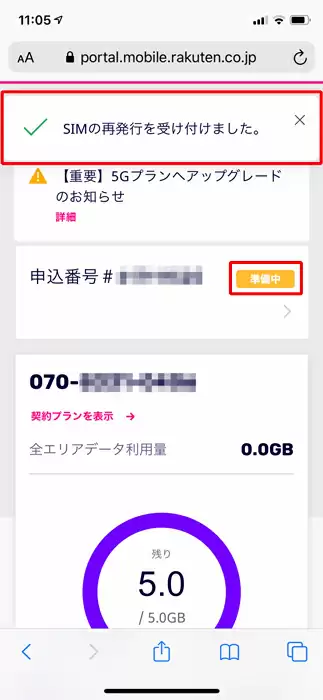 11:05
AA portal.mobile.rakuten.co.jp
SIMの再発行を受け付けました。
【重要】5Gプランへアップグレード
のお知らせ
詳細
申込番号 #
準備中
070-
契約プランを表示 →
全エリアデータ利用量 0.0GB
残り
5.0
/ 5.0GB